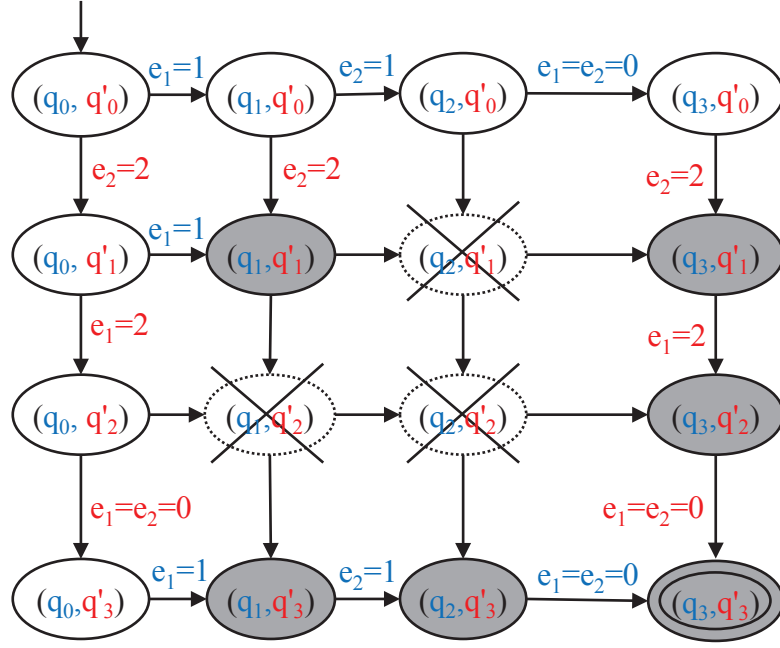 e₁=1 e₂=1 e₁=e₂=0
(q₀, q'₀) (q₁,q'₀) (q₂,q'₀) (q₃,q'₀)
e₂=2 e₂=2 e₂=2
e₁=1
(q₀, q'₁) (q₁,q'₁) (q₂,q'₁) (q₃,q'₁)
e₁=2 e₁=2
(q₀, q'₂) (q₁,q'₂) (q₂,q'₂) (q₃,q'₂)
e₁=e₂=0 e₁=e₂=0
e₁=1 e₂=1 e₁=e₂=0
(q₀,q'₃) (q₁,q'₃) (q₂,q'₃) (q₃,q'₃)